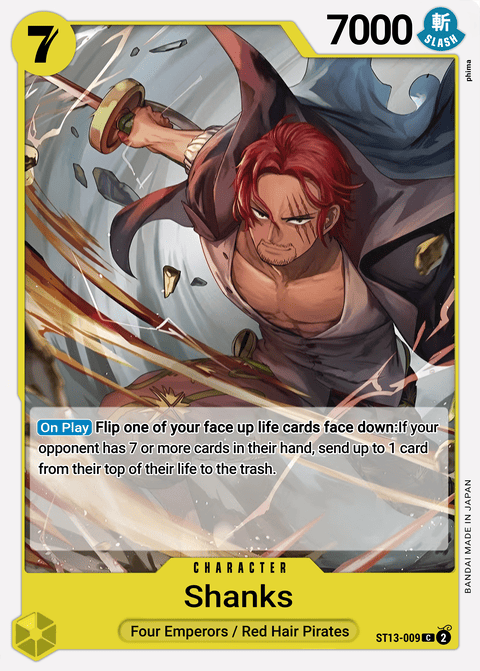 7
7000
斬
SLASH
phima
On Play Flip one of your face up life cards face down:If your
opponent has 7 or more cards in their hand, send up to 1 card
from their top of their life to the trash.
BANDAI MADE IN JAPAN
CHARACTER
Shanks
Four Emperors / Red Hair Pirates
ST13-009 C 2